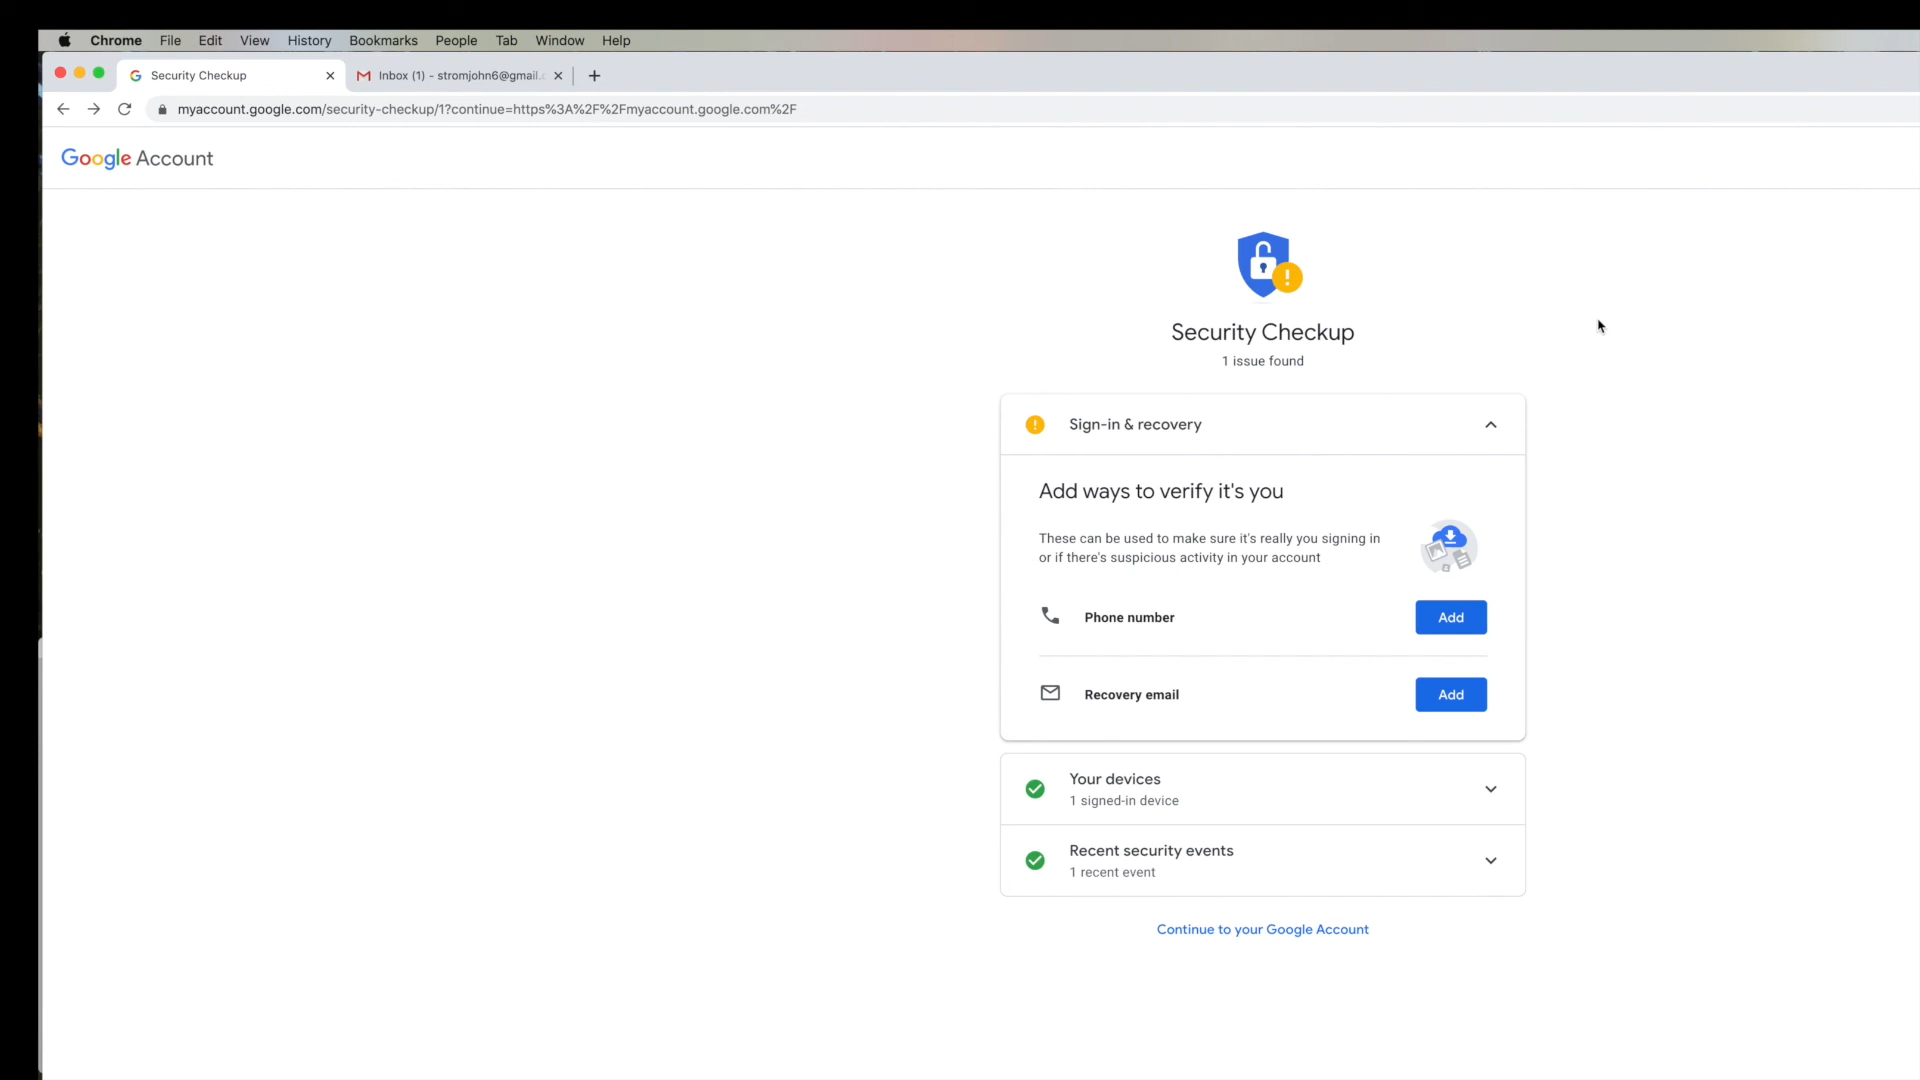 Chrome File Edit View History Bookmarks People Tab Window Help
Security Checkup
Inbox (1) - stromjohn6@gmail.
myaccount.google.com/security-checkup/1?continue=https%3A%2F%2Fmyaccount.google.com%2F
Google Account
Security Checkup
1 issue found
Sign-in & recovery
Add ways to verify it's you
These can be used to make sure it's really you signing in
or if there's suspicious activity in your account
Phone number Add
Recovery email Add
Your devices
1 signed-in device
Recent security events
1 recent event
Continue to your Google Account